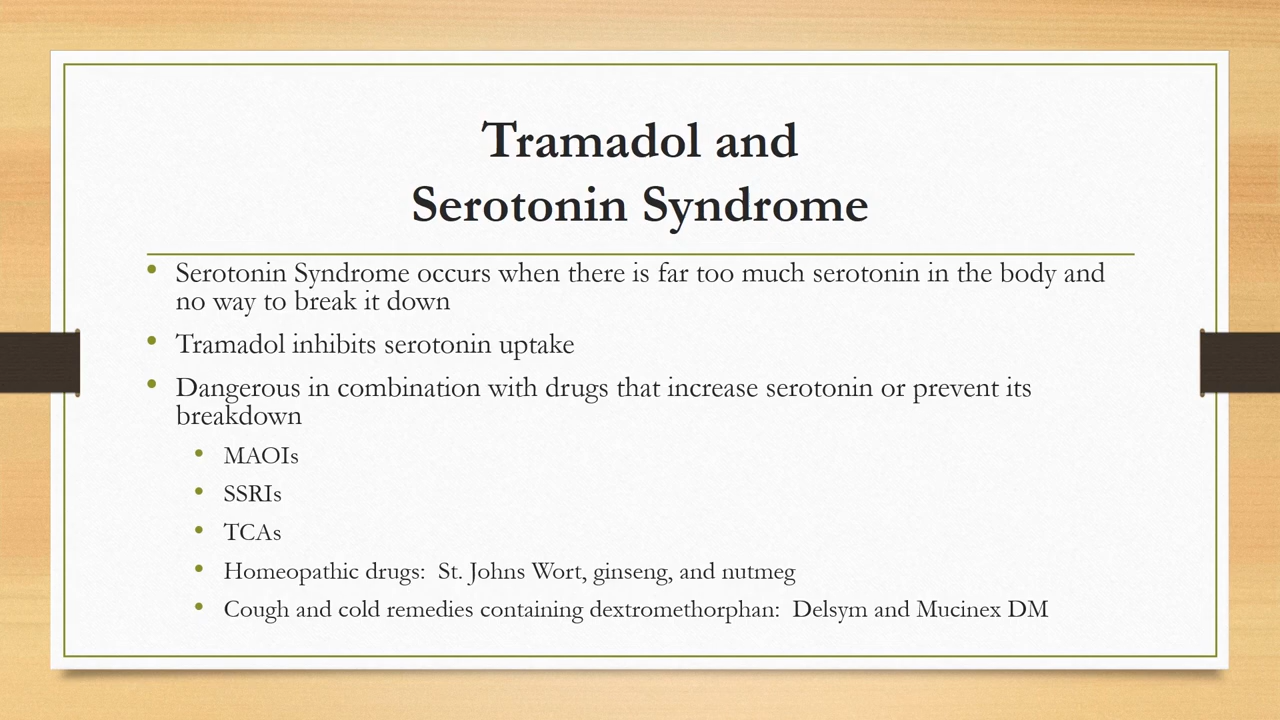 Tramadol and
Serotonin Syndrome
• Serotonin Syndrome occurs when there is far too much serotonin in the body and
no way to break it down
• Tramadol inhibits serotonin uptake
• Dangerous in combination with drugs that increase serotonin or prevent its
breakdown
• MAOIs
• SSRIs
• TCAs
• Homeopathic drugs:  St. Johns Wort, ginseng, and nutmeg
• Cough and cold remedies containing dextromethorphan:  Delsym and Mucinex DM